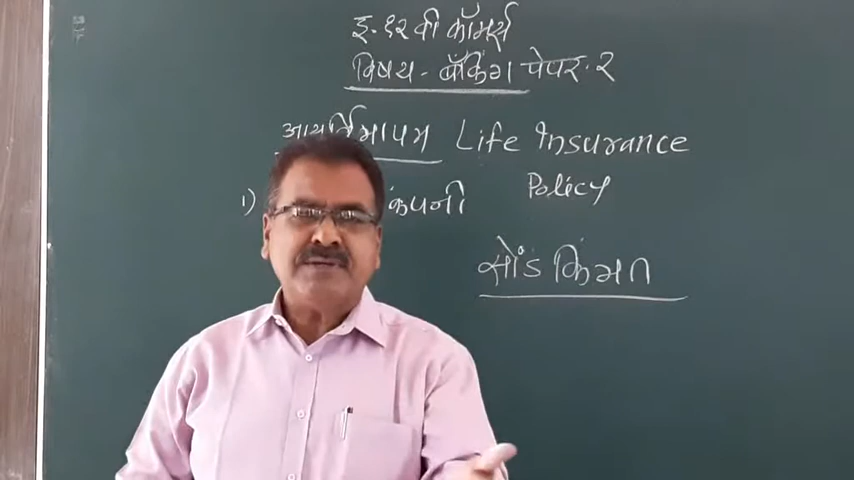 इ. १२ वी कॉमर्स
विषय - बँकिंग पेपर. २
आयुर्विमापत्र Life Insurance
Policy
१) कंपनी
सोंड किंमत